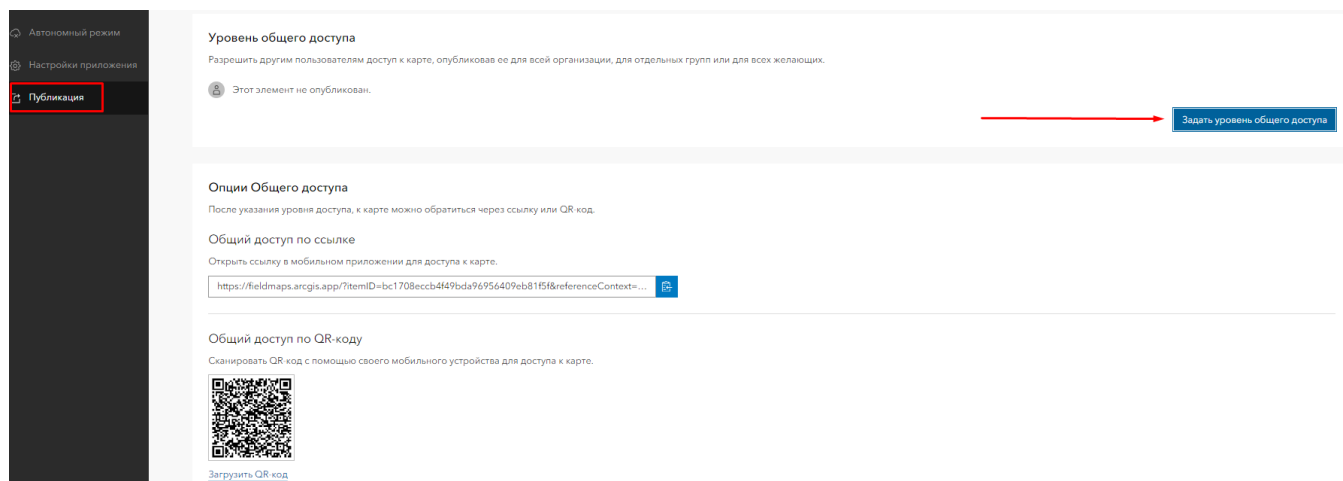 Автономный режим
Настройки приложения
Публикация
Уровень общего доступа
Разрешить другим пользователям доступ к карте, опубликовав ее для всей организации, для отдельных групп или для всех желающих.
Этот элемент не опубликован.
Задать уровень общего доступа
Опции Общего доступа
После указания уровня доступа, к карте можно обратиться через ссылку или QR-код.
Общий доступ по ссылке
Открыть ссылку в мобильном приложении для доступа к карте.
https://fieldmaps.arcgis.app/?itemID=bc1708eccb4f49bda96956409eb81f5f&referenceContext=...
Общий доступ по QR-коду
Сканировать QR-код с помощью своего мобильного устройства для доступа к карте.
Загрузить QR-код